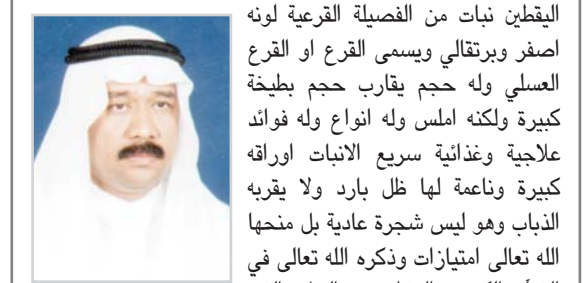 اليقطين نبات من الفصيلة القرعية لونه
اصفر وبرتقالي ويسمى القرع او القرع
العسلي وله حجم يقارب حجم بطيخة
كبيرة ولكنه املس وله انواع وله فوائد
علاجية وغذائية سريع الانبات اوراقه
كبيرة وناعمة لها ظل بارد ولا يقربه
الذباب وهو ليس شجرة عادية بل منحها
الله تعالى امتيازات وذكره الله تعالى في